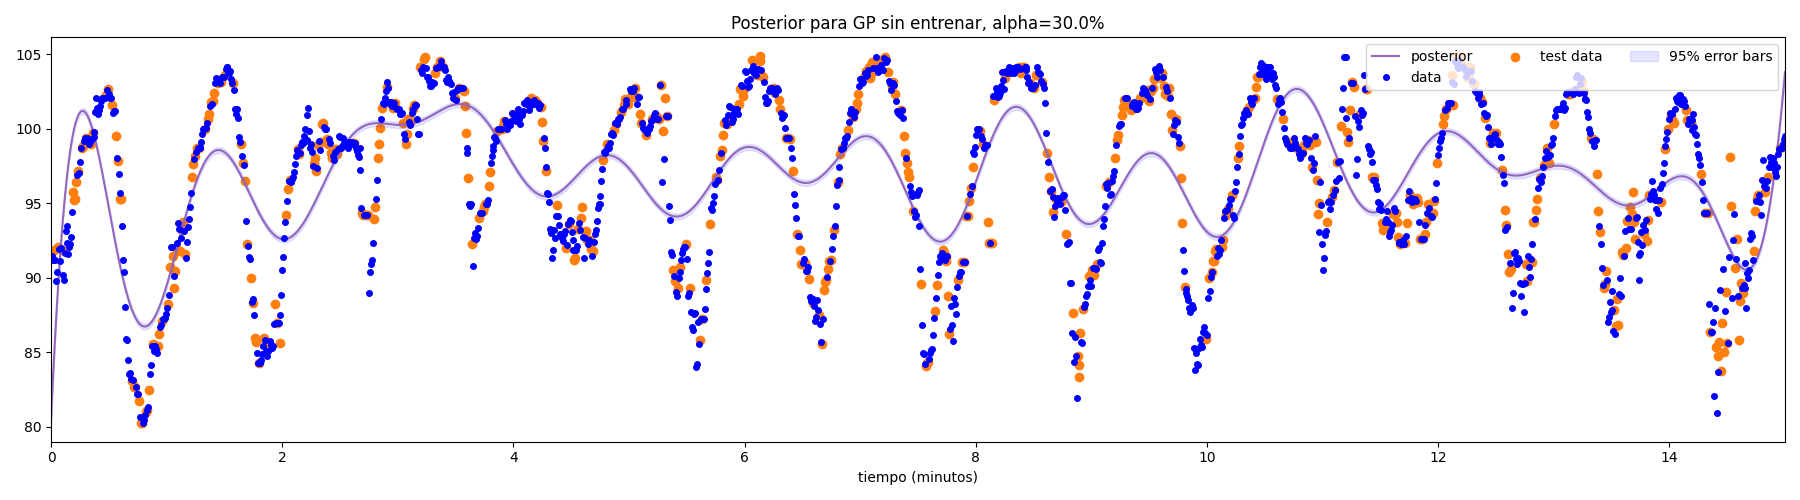 Posterior para GP sin entrenar, alpha=30.0%
posterior
data
test data
95% error bars
105
100
95
90
85
80
0 2 4 6 8 10 12 14
tiempo (minutos)